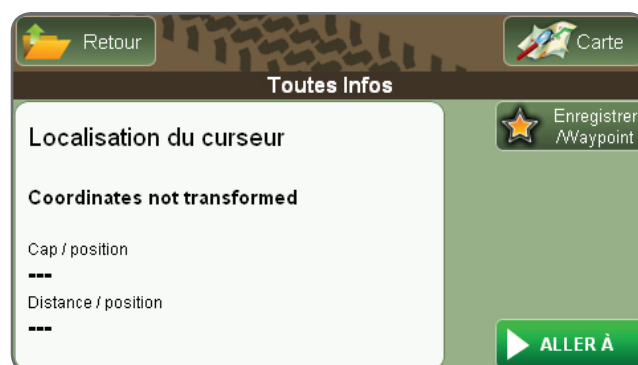 Retour
Carte
Toutes Infos
Localisation du curseur
Enregistrer
/Waypoint
Coordinates not transformed
Cap / position
---
Distance / position
---
ALLER À